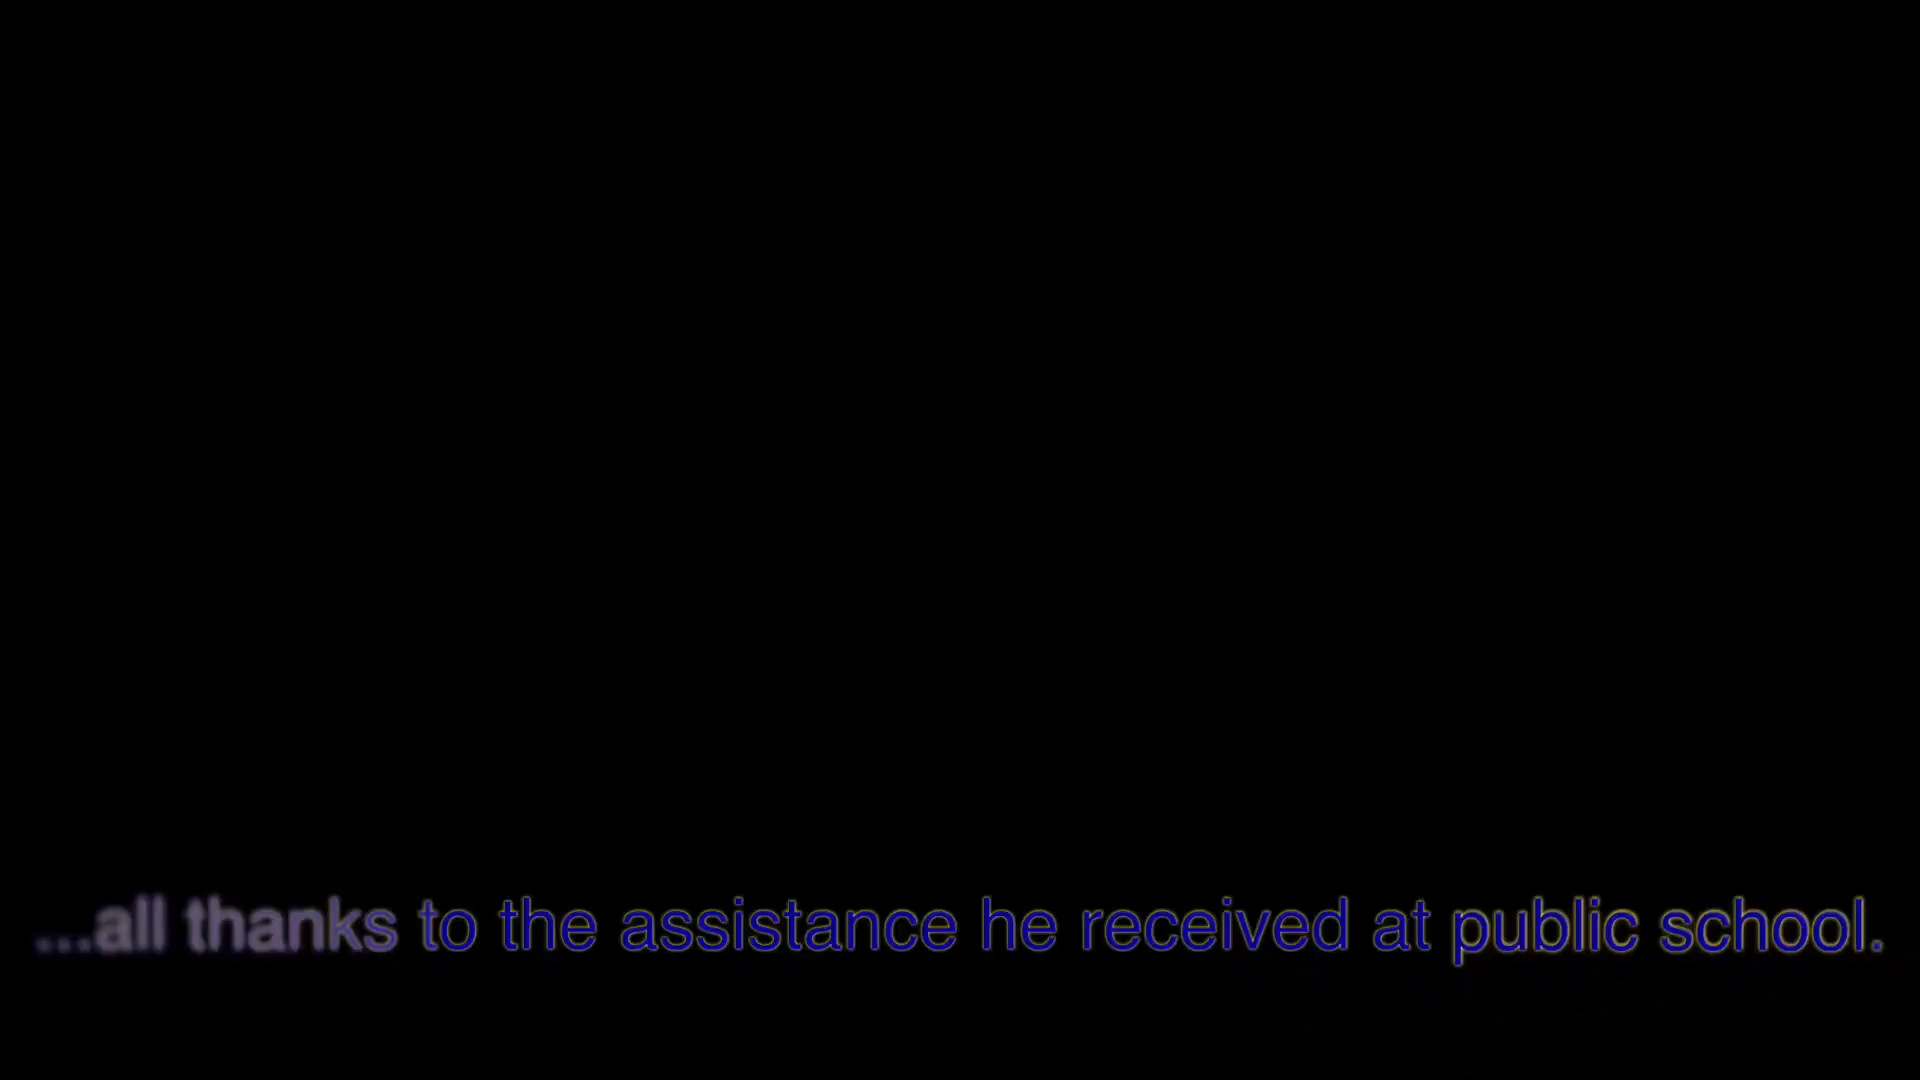 ...all thanks to the assistance he received at public school.